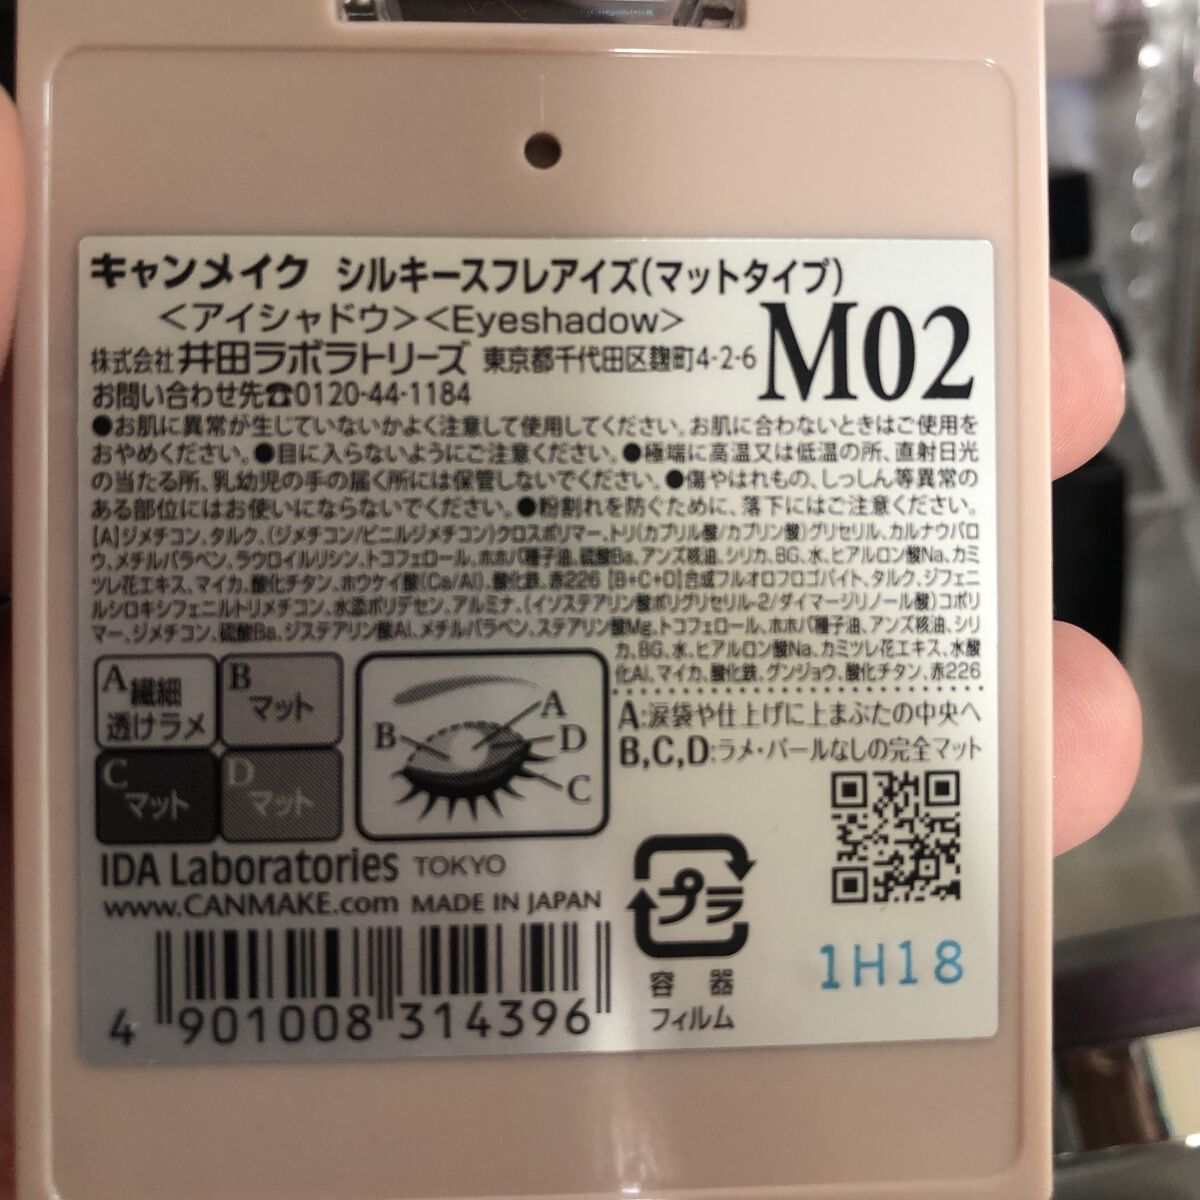 キャンメイク シルキースフレアイズ(マットタイプ)
<アイシャドウ><Eyeshadow>
M02
株式会社 井田ラボラトリーズ 東京都千代田区麹町4-2-6
お問い合わせ先☎0120-44-1184
●お肌に異常が生じていないかよく注意して使用してください。お肌に合わないときはご使用を
おやめください。●目に入らないようにご注意ください。●極端に高温又は低温の所、直射日光
の当たる所、乳幼児の手の届く所には保管しないでください。●傷やはれもの、しっしん等異常の
ある部位にはお使いにならないでください。●粉割れを防ぐために、落下にはご注意ください。
[A]ジメチコン、タルク、(ジメチコン/ビニルジメチコン)クロスポリマー、トリ(カプリル酸/カプリン酸)グリセリル、カルナウバロ
ウ、メチルパラベン、ラウロイルリシン、トコフェロール、ホホバ種子油、硫酸Ba、アンズ核油、シリカ、BG、水、ヒアルロン酸Na、カミ
ツレ花エキス、マイカ、酸化チタン、ホウケイ酸(Ca/Al)、酸化鉄、赤226 [B+C+D]合成フルオロフロゴパイト、タルク、ジフェニ
ルシロキシフェニルトリメチコン、水添ポリデセン、アルミナ、(イソステアリン酸ポリグリセリル-2/ダイマージリノール酸)コポリ
マー、ジメチコン、硫酸Ba、ジステアリン酸Al、メチルパラベン、ステアリン酸Mg、トコフェロール、ホホバ種子油、アンズ核油、シリ
カ、BG、水、ヒアルロン酸Na、カミツレ花エキス、水酸
化Al、マイカ、酸化鉄、グンジョウ、酸化チタン、赤226
A 繊細
透けラメ
B
マット
C
マット
D
マット
A
B
D
C
A:涙袋や仕上げに上まぶたの中央へ
B,C,D:ラメ・パールなしの完全マット
IDA Laboratories TOKYO
www.CANMAKE.com MADE IN JAPAN
プラ
容器
フィルム
1H18
4 901008 314396